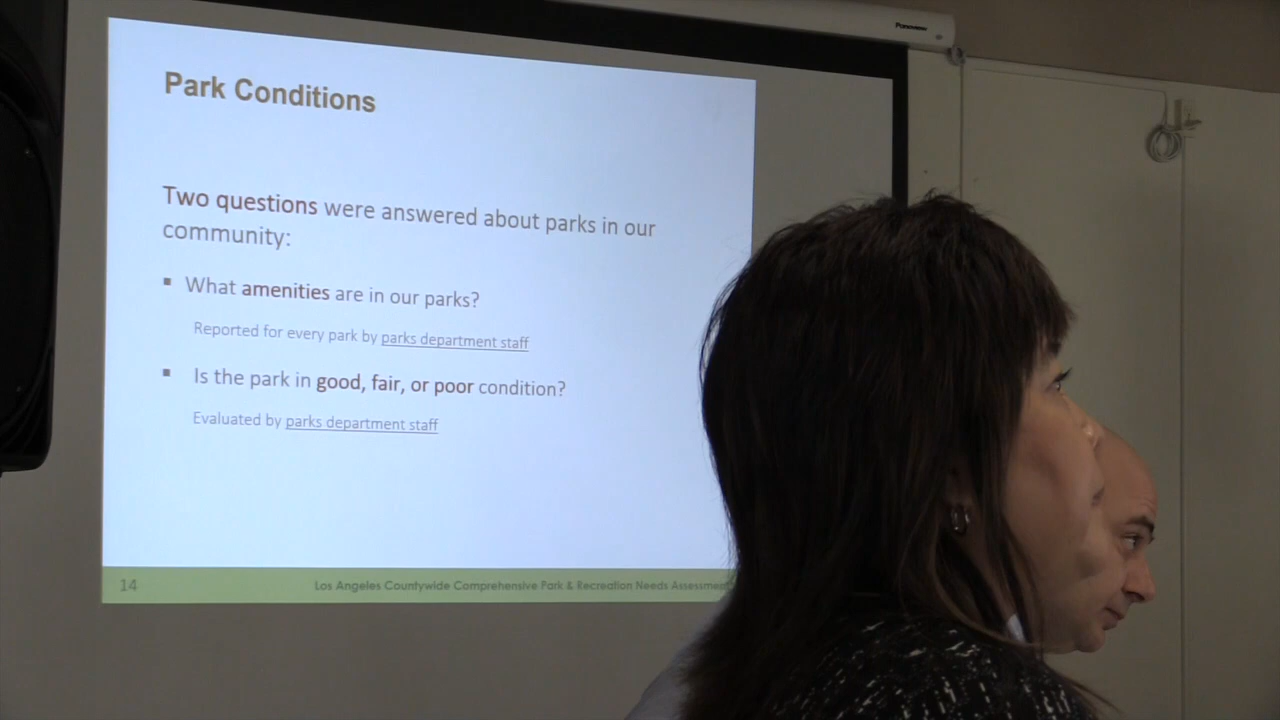 Panoview
Park Conditions
Two questions were answered about parks in our
community:
▪ What amenities are in our parks?
Reported for every park by parks department staff
▪ Is the park in good, fair, or poor condition?
Evaluated by parks department staff
14 Los Angeles Countywide Comprehensive Park & Recreation Needs Assessment